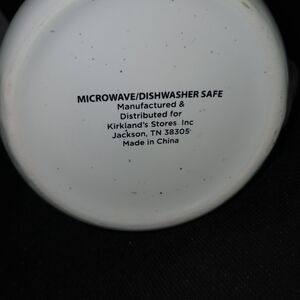 MICROWAVE/DISHWASHER SAFE
Manufactured &
Distributed for
Kirkland's Stores Inc
Jackson, TN 38305
Made in China